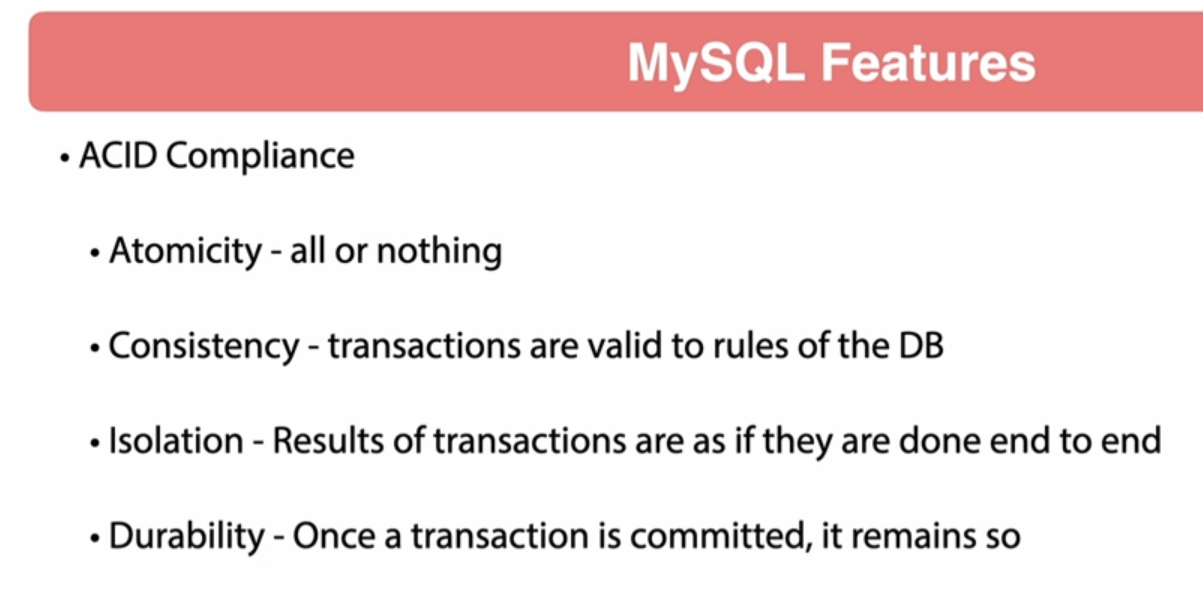 MySQL Features
• ACID Compliance
• Atomicity - all or nothing
• Consistency - transactions are valid to rules of the DB
• Isolation - Results of transactions are as if they are done end to end
• Durability - Once a transaction is committed, it remains so